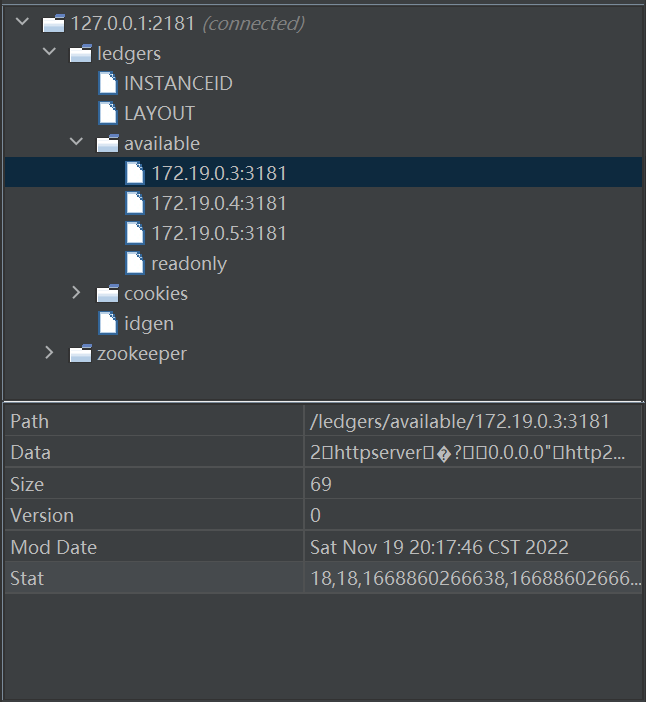 127.0.0.1:2181 (connected)
ledgers
INSTANCEID
LAYOUT
available
172.19.0.3:3181
172.19.0.4:3181
172.19.0.5:3181
readonly
cookies
idgen
zookeeper
Path /ledgers/available/172.19.0.3:3181
Data 2▯httpserver▯�?▯▯0.0.0.0"▯http2...
Size 69
Version 0
Mod Date Sat Nov 19 20:17:46 CST 2022
Stat 18,18,1668860266638,16688602666...